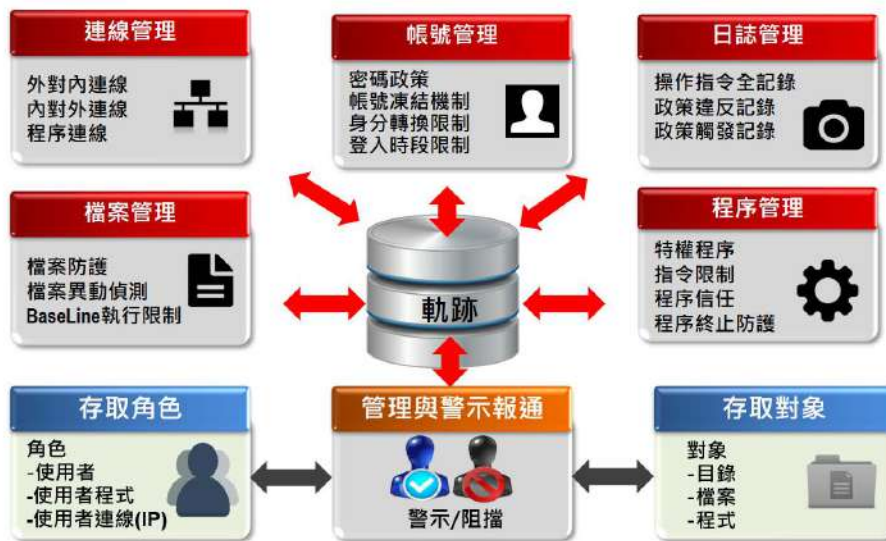 連線管理
外對內連線
內對外連線
程序連線
帳號管理
密碼政策
帳號凍結機制
身分轉換限制
登入時段限制
日誌管理
操作指令全記錄
政策違反記錄
政策觸發記錄
檔案管理
檔案防護
檔案異動偵測
BaseLine執行限制
軌跡
程序管理
特權程序
指令限制
程序信任
程序終止防護
存取角色
角色
-使用者
-使用者程式
-使用者連線(IP)
管理與警示報通
警示/阻擋
存取對象
對象
-目錄
-檔案
-程式